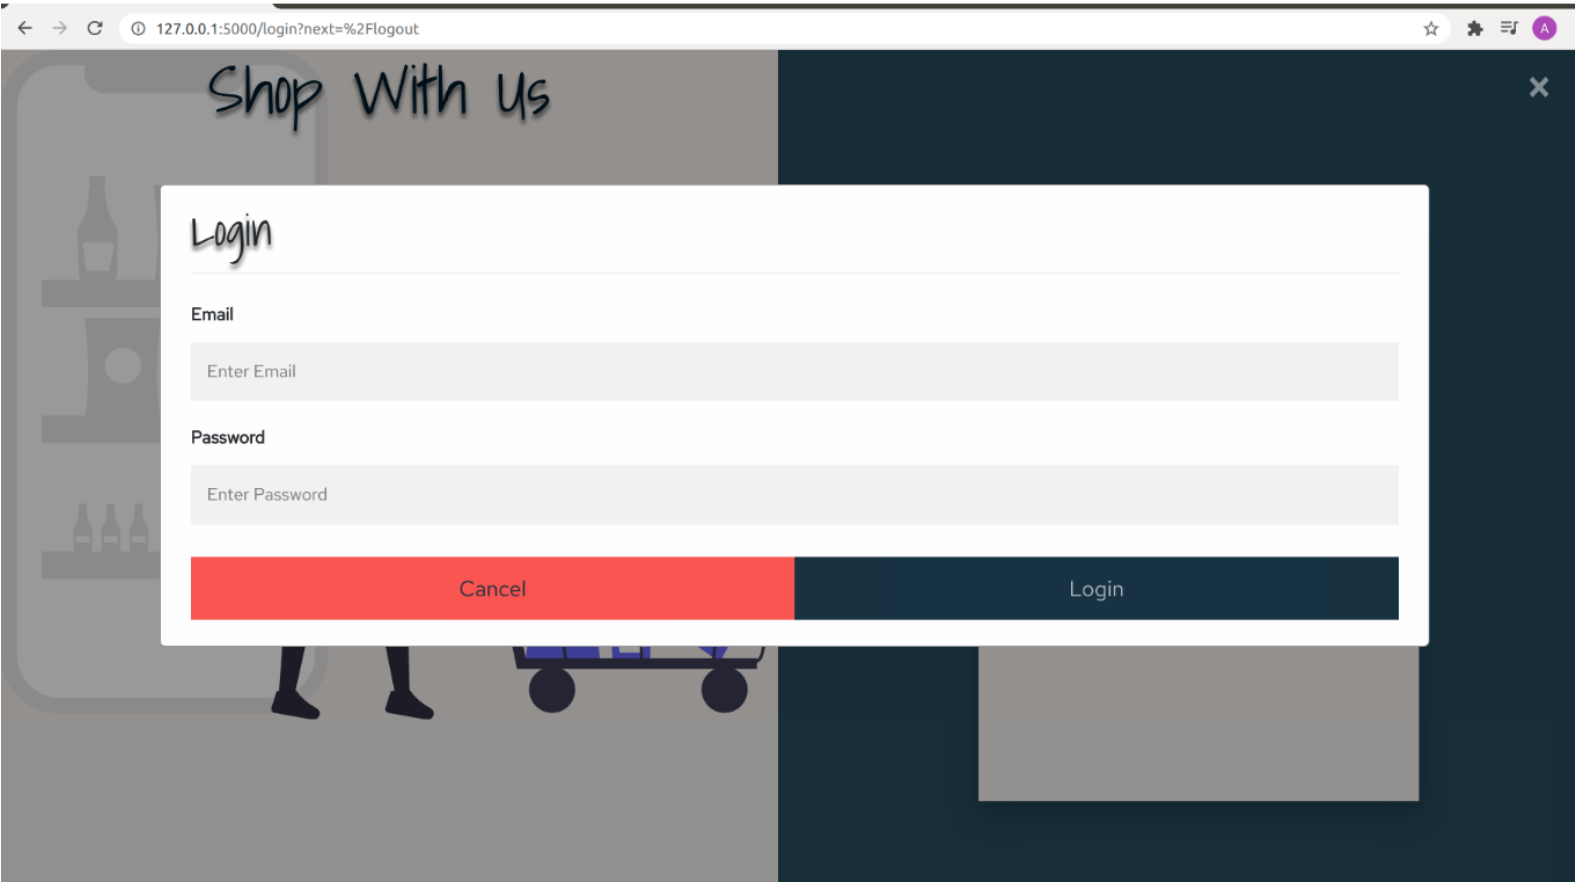 127.0.0.1:5000/login?next=%2Flogout
A
Shop With Us
×
Login
Email
Enter Email
Password
Enter Password
Cancel Login